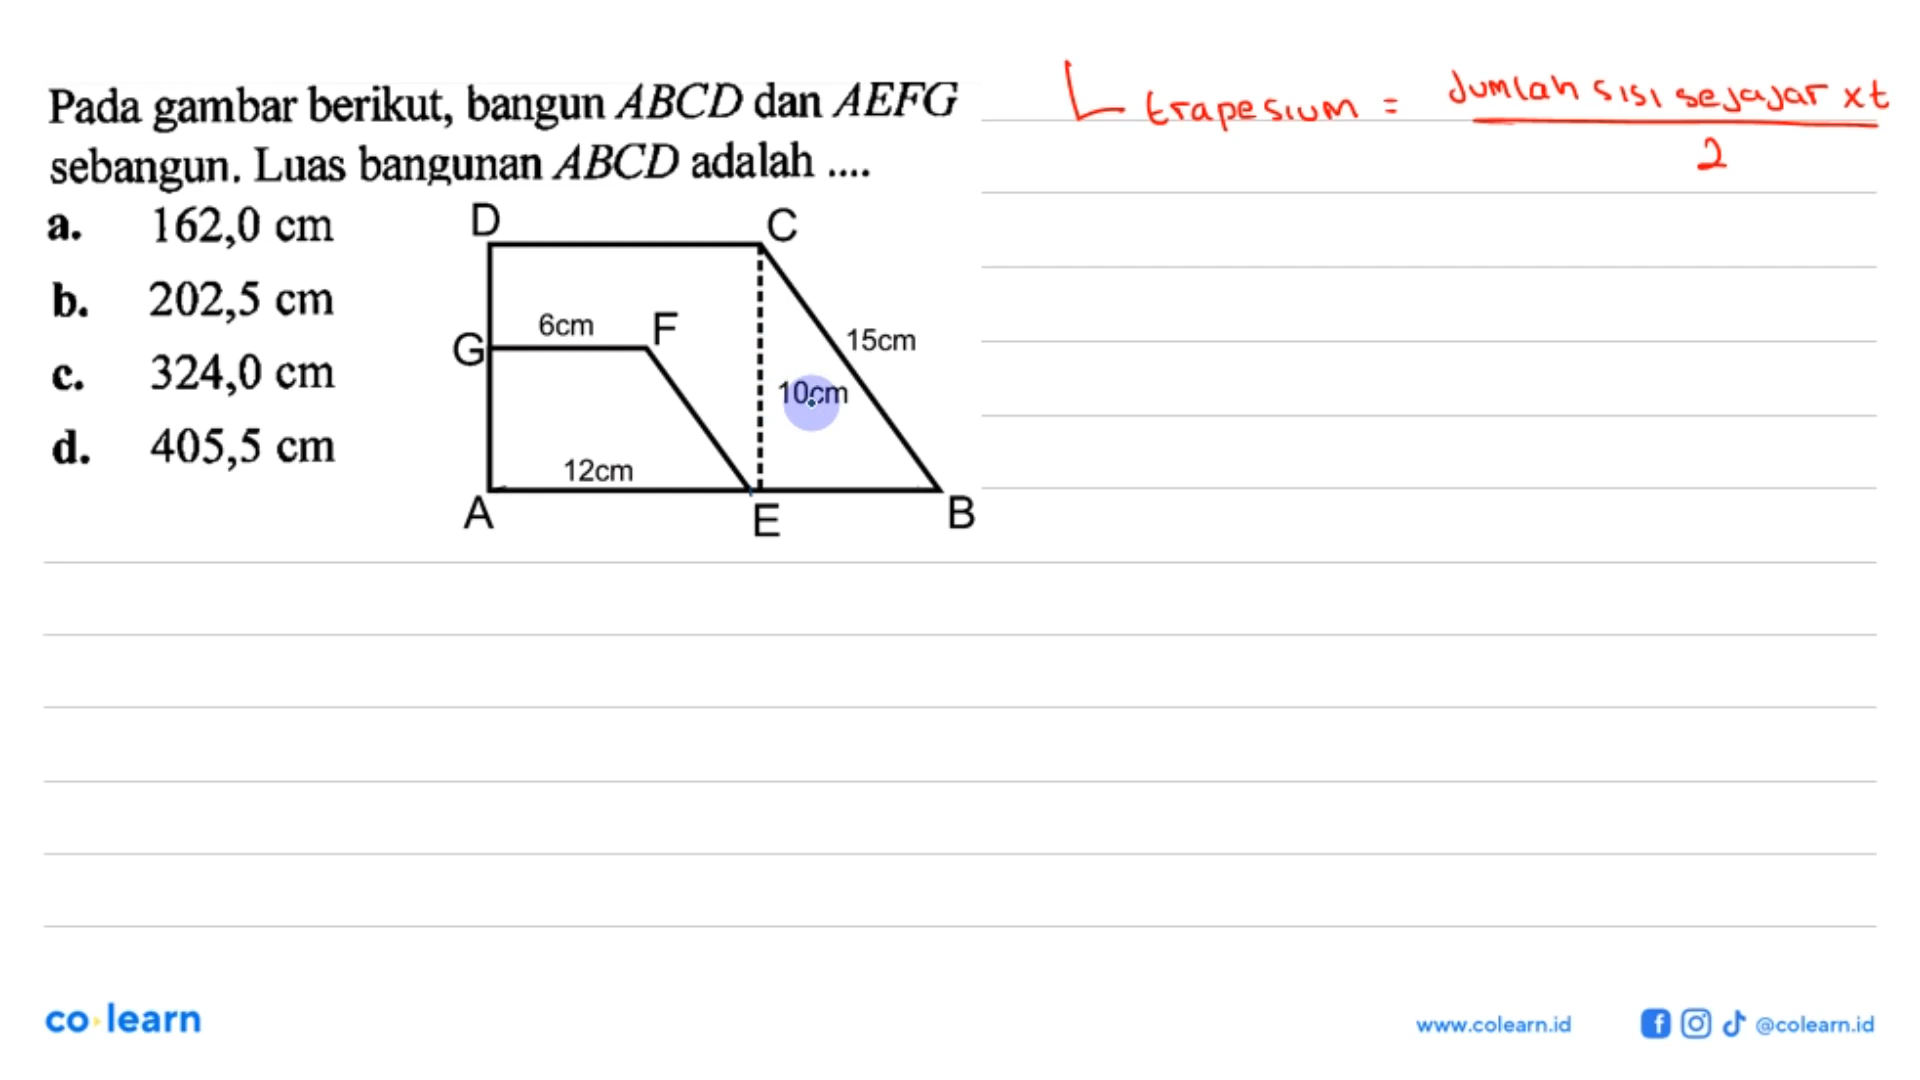 Pada gambar berikut, bangun ABCD dan AEFG
sebangun. Luas bangunan ABCD adalah ....
a. 162,0 cm
b. 202,5 cm
c. 324,0 cm
d. 405,5 cm
D
C
6cm
F
G
15cm
10cm
12cm
A
E
B
L trapesium = Jumlah sisi sejajar x t
2
co learn
www.colearn.id
@colearn.id